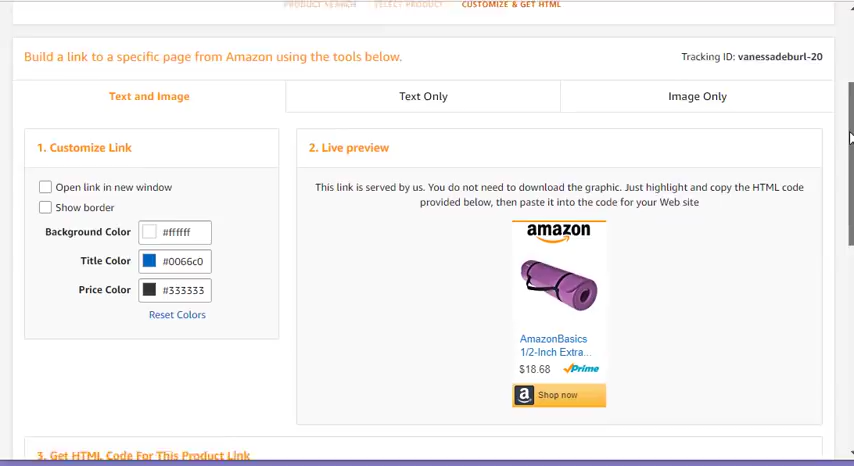 PRODUCT SEARCH SELECT PRODUCT CUSTOMIZE & GET HTML
Build a link to a specific page from Amazon using the tools below.
Tracking ID: vanessadeburl-20
Text and Image
Text Only
Image Only
1. Customize Link
Open link in new window
Show border
Background Color #ffffff
Title Color #0066c0
Price Color #333333
Reset Colors
2. Live preview
This link is served by us. You do not need to download the graphic. Just highlight and copy the HTML code
provided below, then paste it into the code for your Web site
amazon
AmazonBasics
1/2-Inch Extra...
$18.68 Prime
a Shop now
3. Get HTML Code For This Product Link